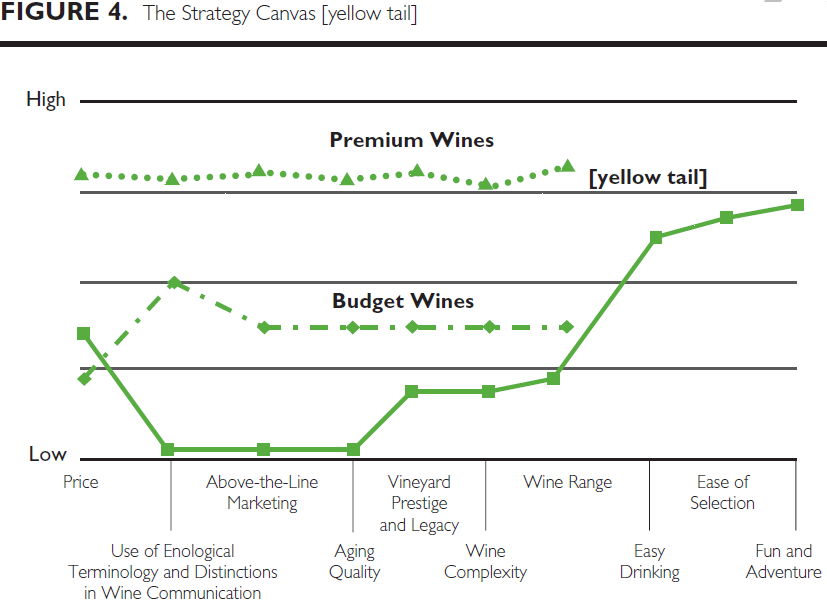 FIGURE 4. The Strategy Canvas [yellow tail]
High
Premium Wines
[yellow tail]
Budget Wines
Low
Price
Above-the-Line
Marketing
Vineyard
Prestige
and Legacy
Wine Range
Ease of
Selection
Use of Enological
Terminology and Distinctions
in Wine Communication
Aging
Quality
Wine
Complexity
Easy
Drinking
Fun and
Adventure